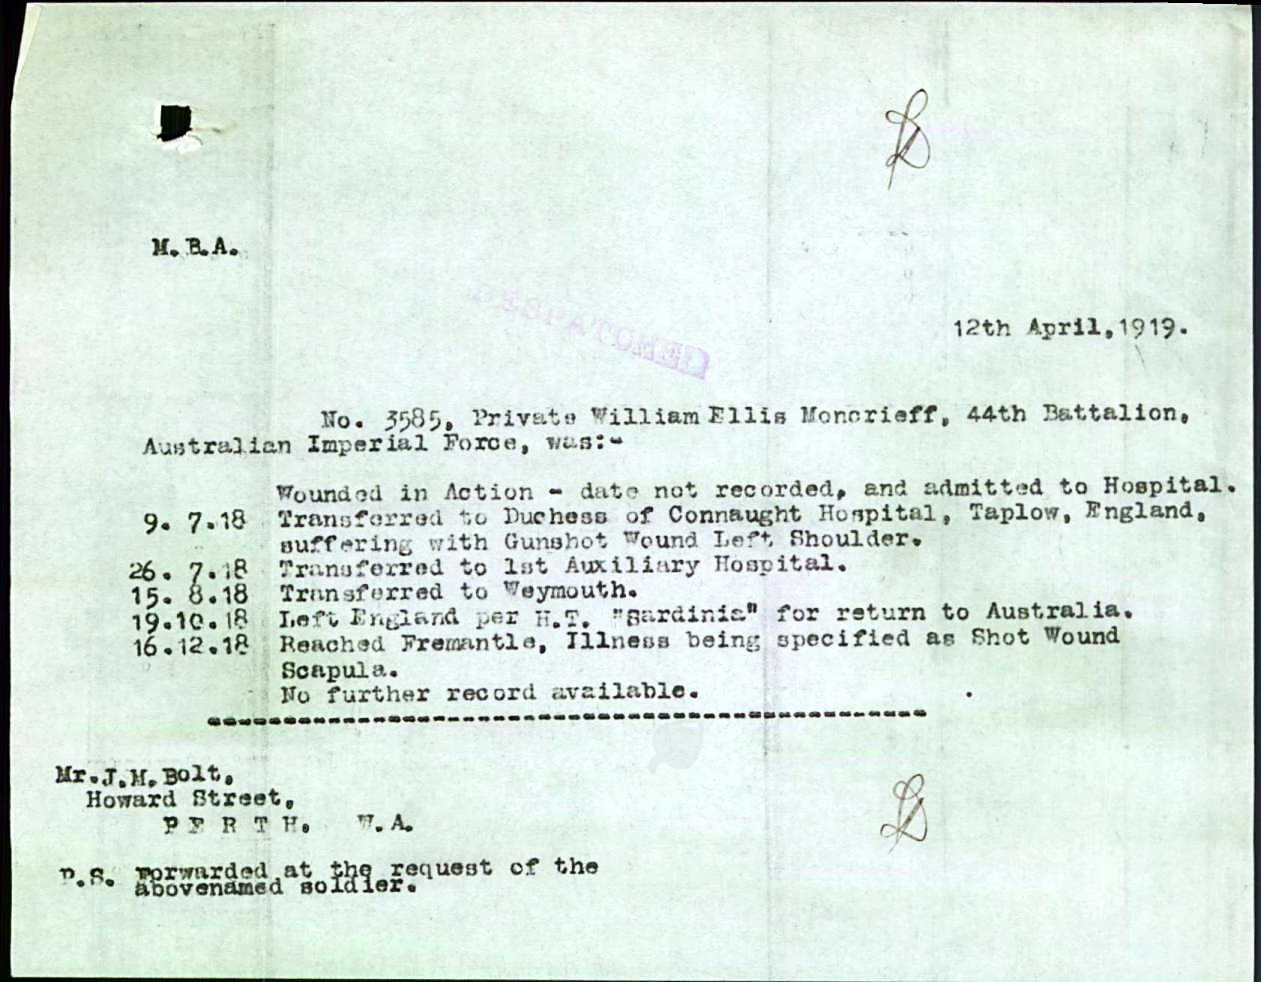 M.B.A.
12th April,1919.
No. 3585, Private William Ellis Moncrieff, 44th Battalion,
Australian Imperial Force, was:-
Wounded in Action - date not recorded, and admitted to Hospital.
9. 7.18 Transferred to Duchess of Connaught Hospital, Taplow, England,
suffering with Gunshot Wound Left Shoulder.
26. 7.18 Transferred to 1st Auxiliary Hospital.
15. 8.18 Transferred to Weymouth.
19.10.18 Left England per H.T. "Sardinia" for return to Australia.
16.12.18 Reached Fremantle, Illness being specified as Shot Wound
Scapula.
No further record available.
Mr.J.M.Bolt,
Howard Street,
P E R T H. W.A.
P.S. Forwarded at the request of the
abovenamed soldier.